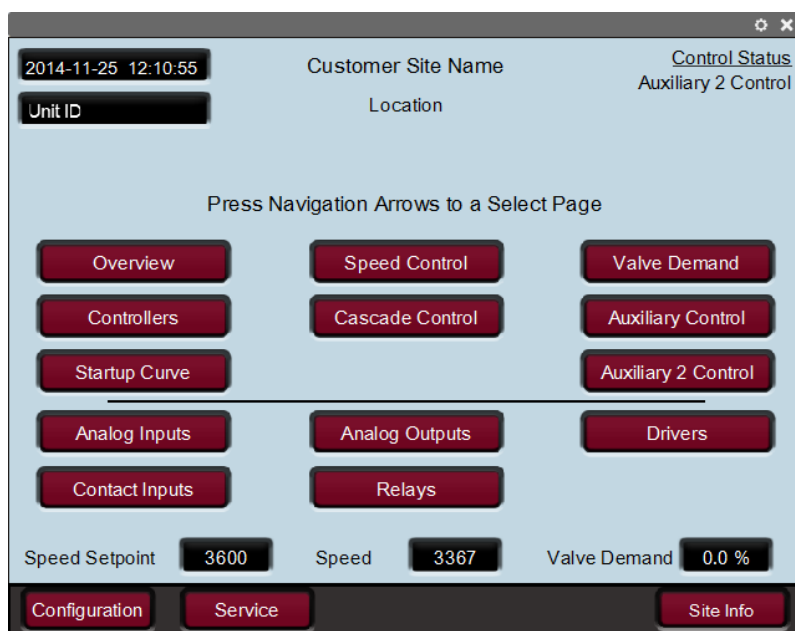 2014-11-25 12:10:55
Customer Site Name
Control Status
Auxiliary 2 Control
Unit ID
Location
Press Navigation Arrows to a Select Page
Overview
Speed Control
Valve Demand
Controllers
Cascade Control
Auxiliary Control
Startup Curve
Auxiliary 2 Control
Analog Inputs
Analog Outputs
Drivers
Contact Inputs
Relays
Speed Setpoint 3600 Speed 3367 Valve Demand 0.0 %
Configuration
Service
Site Info